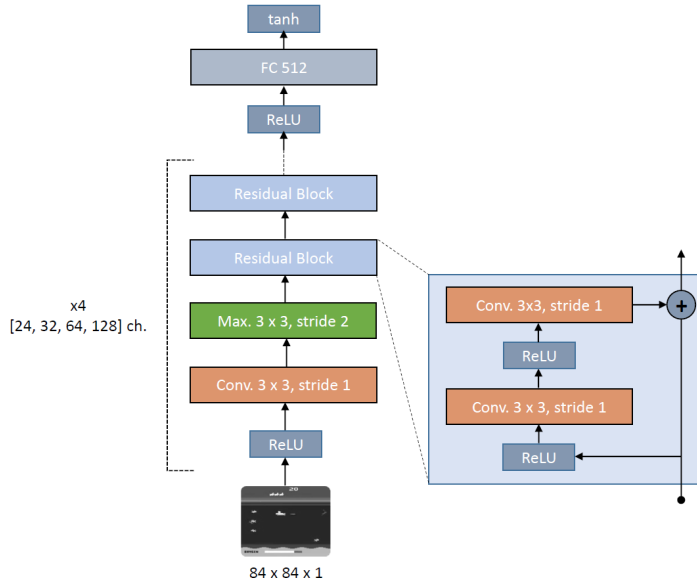 tanh
FC 512
ReLU
Residual Block
Residual Block
x4
[24, 32, 64, 128] ch.
Max. 3 x 3, stride 2
Conv. 3 x 3, stride 1
ReLU
84 x 84 x 1
+
Conv. 3x3, stride 1
ReLU
Conv. 3 x 3, stride 1
ReLU